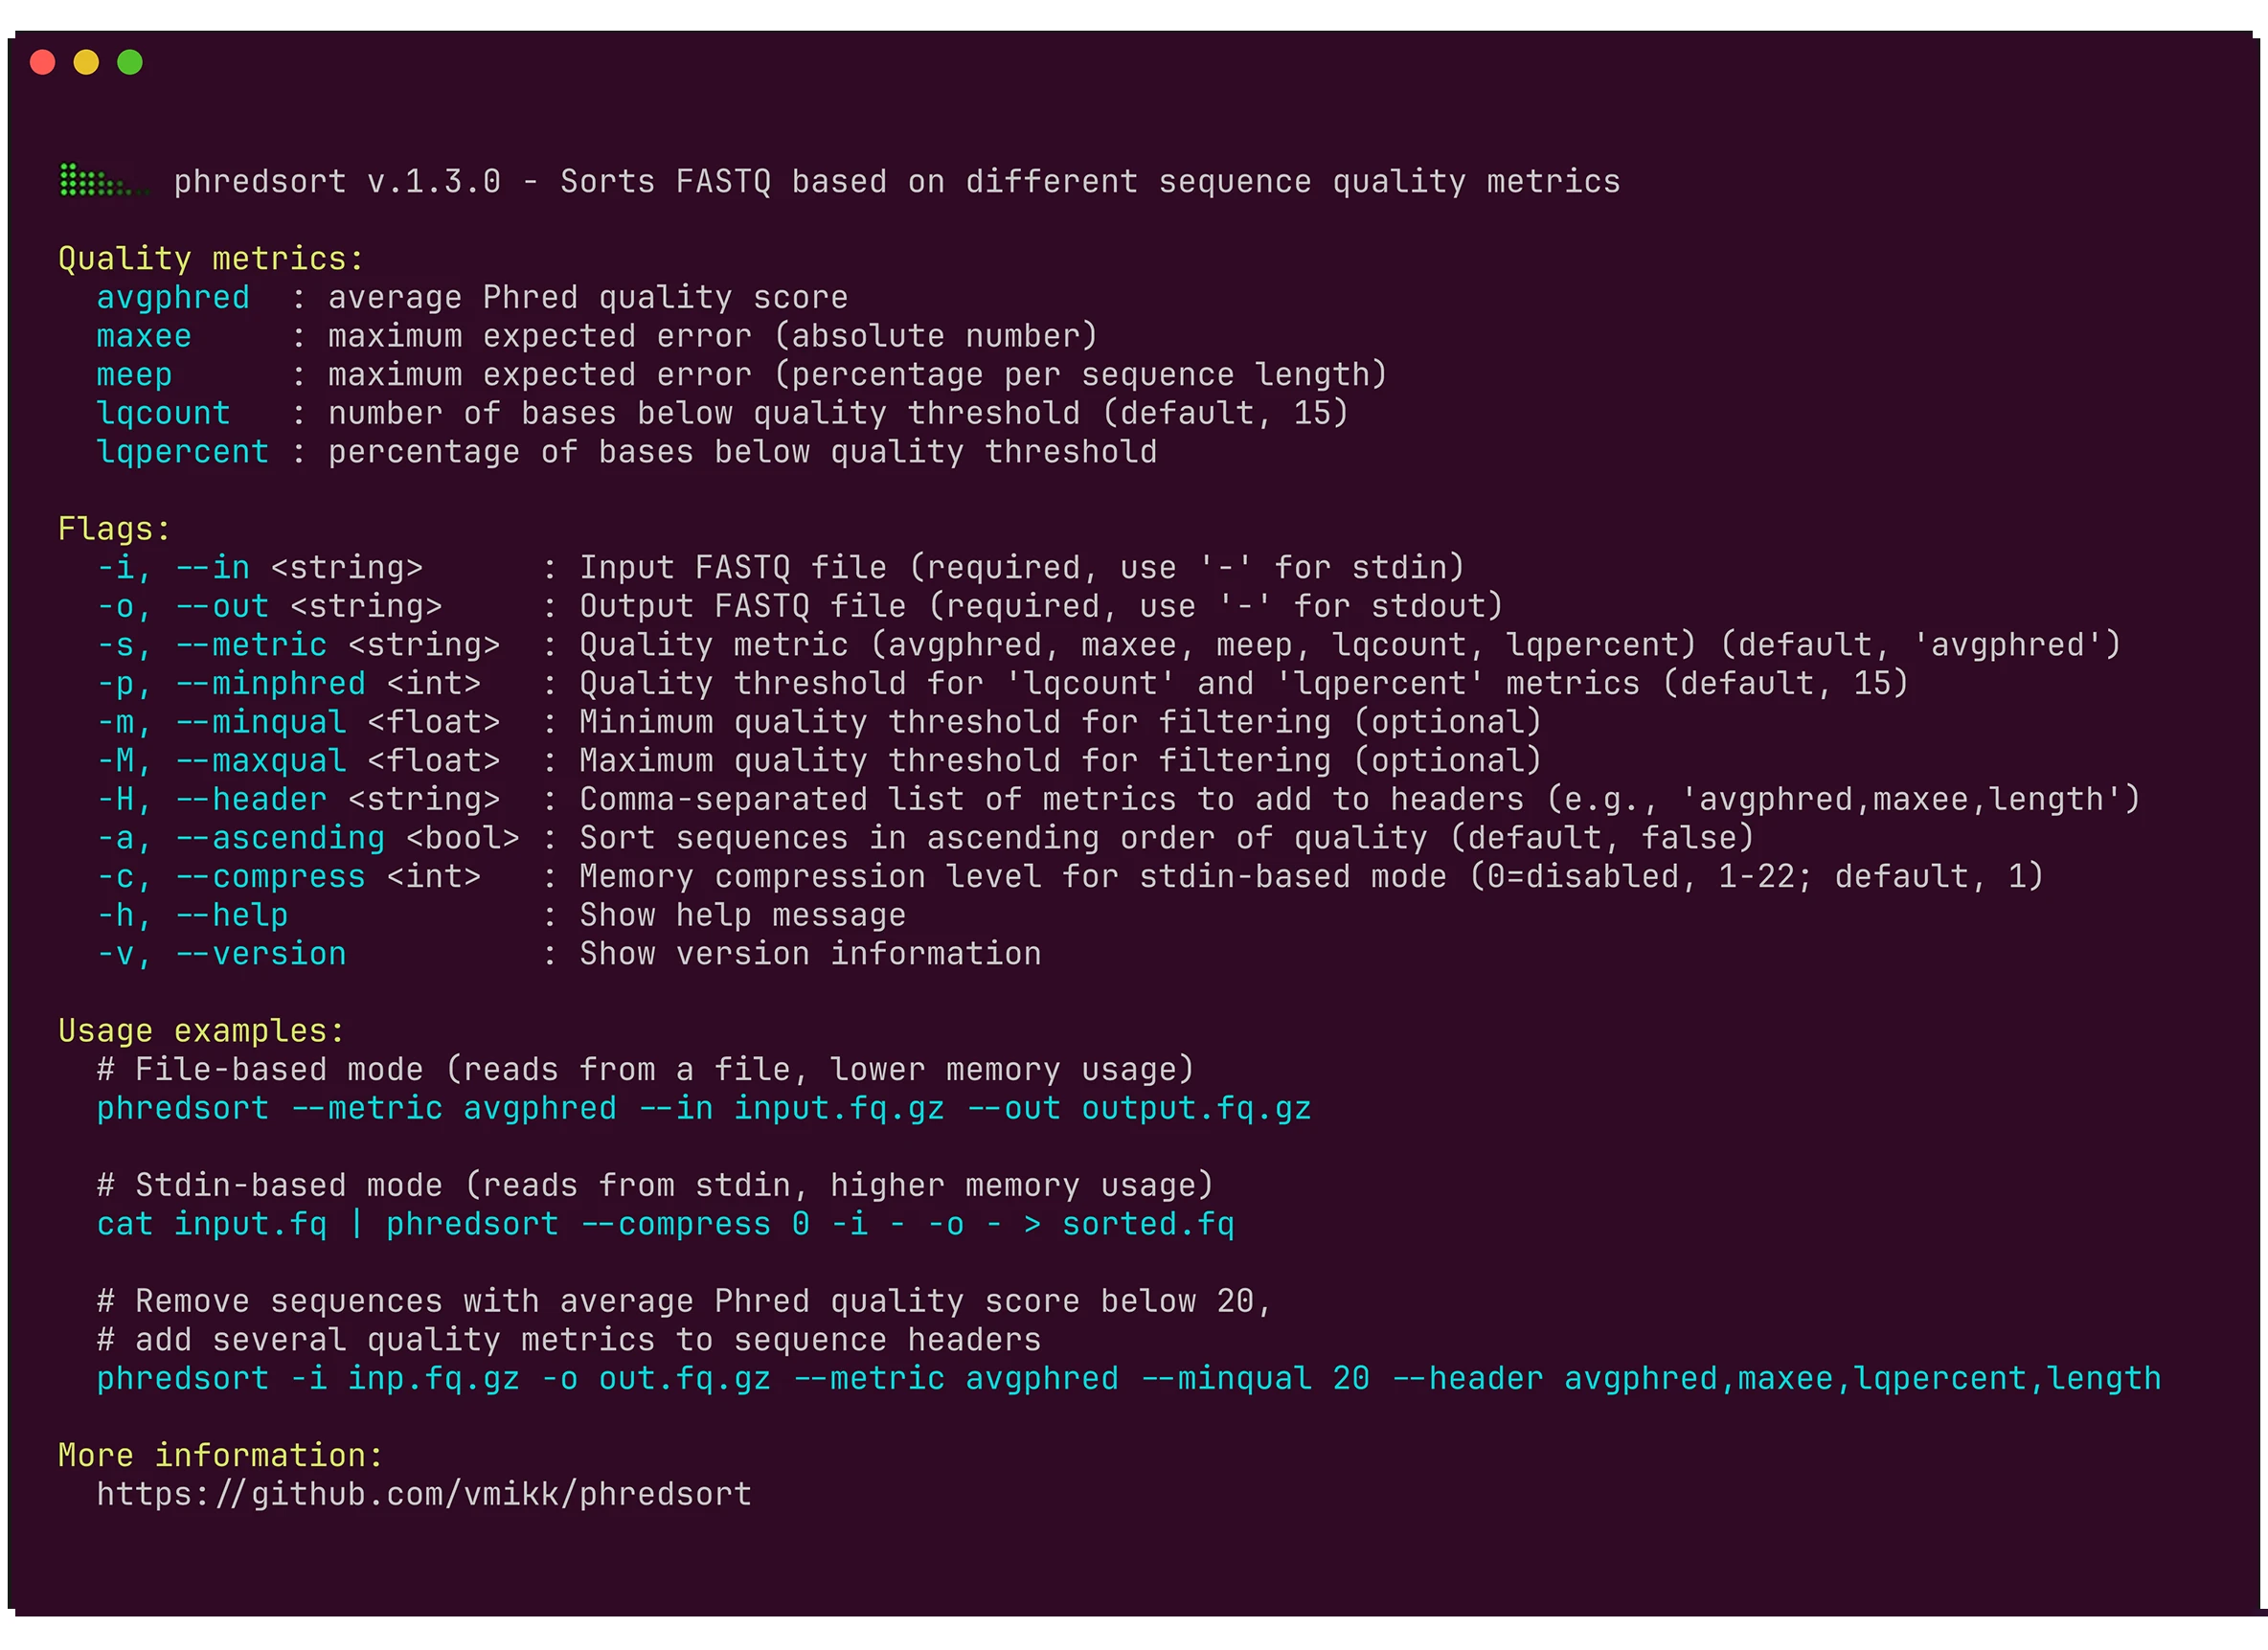 phredsort v.1.3.0 - Sorts FASTQ based on different sequence quality metrics
Quality metrics:
avgphred : average Phred quality score
maxee : maximum expected error (absolute number)
meep : maximum expected error (percentage per sequence length)
lqcount : number of bases below quality threshold (default, 15)
lqpercent : percentage of bases below quality threshold
Flags:
-i, --in <string> : Input FASTQ file (required, use '-' for stdin)
-o, --out <string> : Output FASTQ file (required, use '-' for stdout)
-s, --metric <string> : Quality metric (avgphred, maxee, meep, lqcount, lqpercent) (default, 'avgphred')
-p, --minphred <int> : Quality threshold for 'lqcount' and 'lqpercent' metrics (default, 15)
-m, --minqual <float> : Minimum quality threshold for filtering (optional)
-M, --maxqual <float> : Maximum quality threshold for filtering (optional)
-H, --header <string> : Comma-separated list of metrics to add to headers (e.g., 'avgphred,maxee,length')
-a, --ascending <bool> : Sort sequences in ascending order of quality (default, false)
-c, --compress <int> : Memory compression level for stdin-based mode (0=disabled, 1-22; default, 1)
-h, --help : Show help message
-v, --version : Show version information
Usage examples:
# File-based mode (reads from a file, lower memory usage)
phredsort --metric avgphred --in input.fq.gz --out output.fq.gz
# Stdin-based mode (reads from stdin, higher memory usage)
cat input.fq | phredsort --compress 0 -i - -o - > sorted.fq
# Remove sequences with average Phred quality score below 20,
# add several quality metrics to sequence headers
phredsort -i inp.fq.gz -o out.fq.gz --metric avgphred --minqual 20 --header avgphred,maxee,lqpercent,length
More information:
https://github.com/vmikk/phredsort